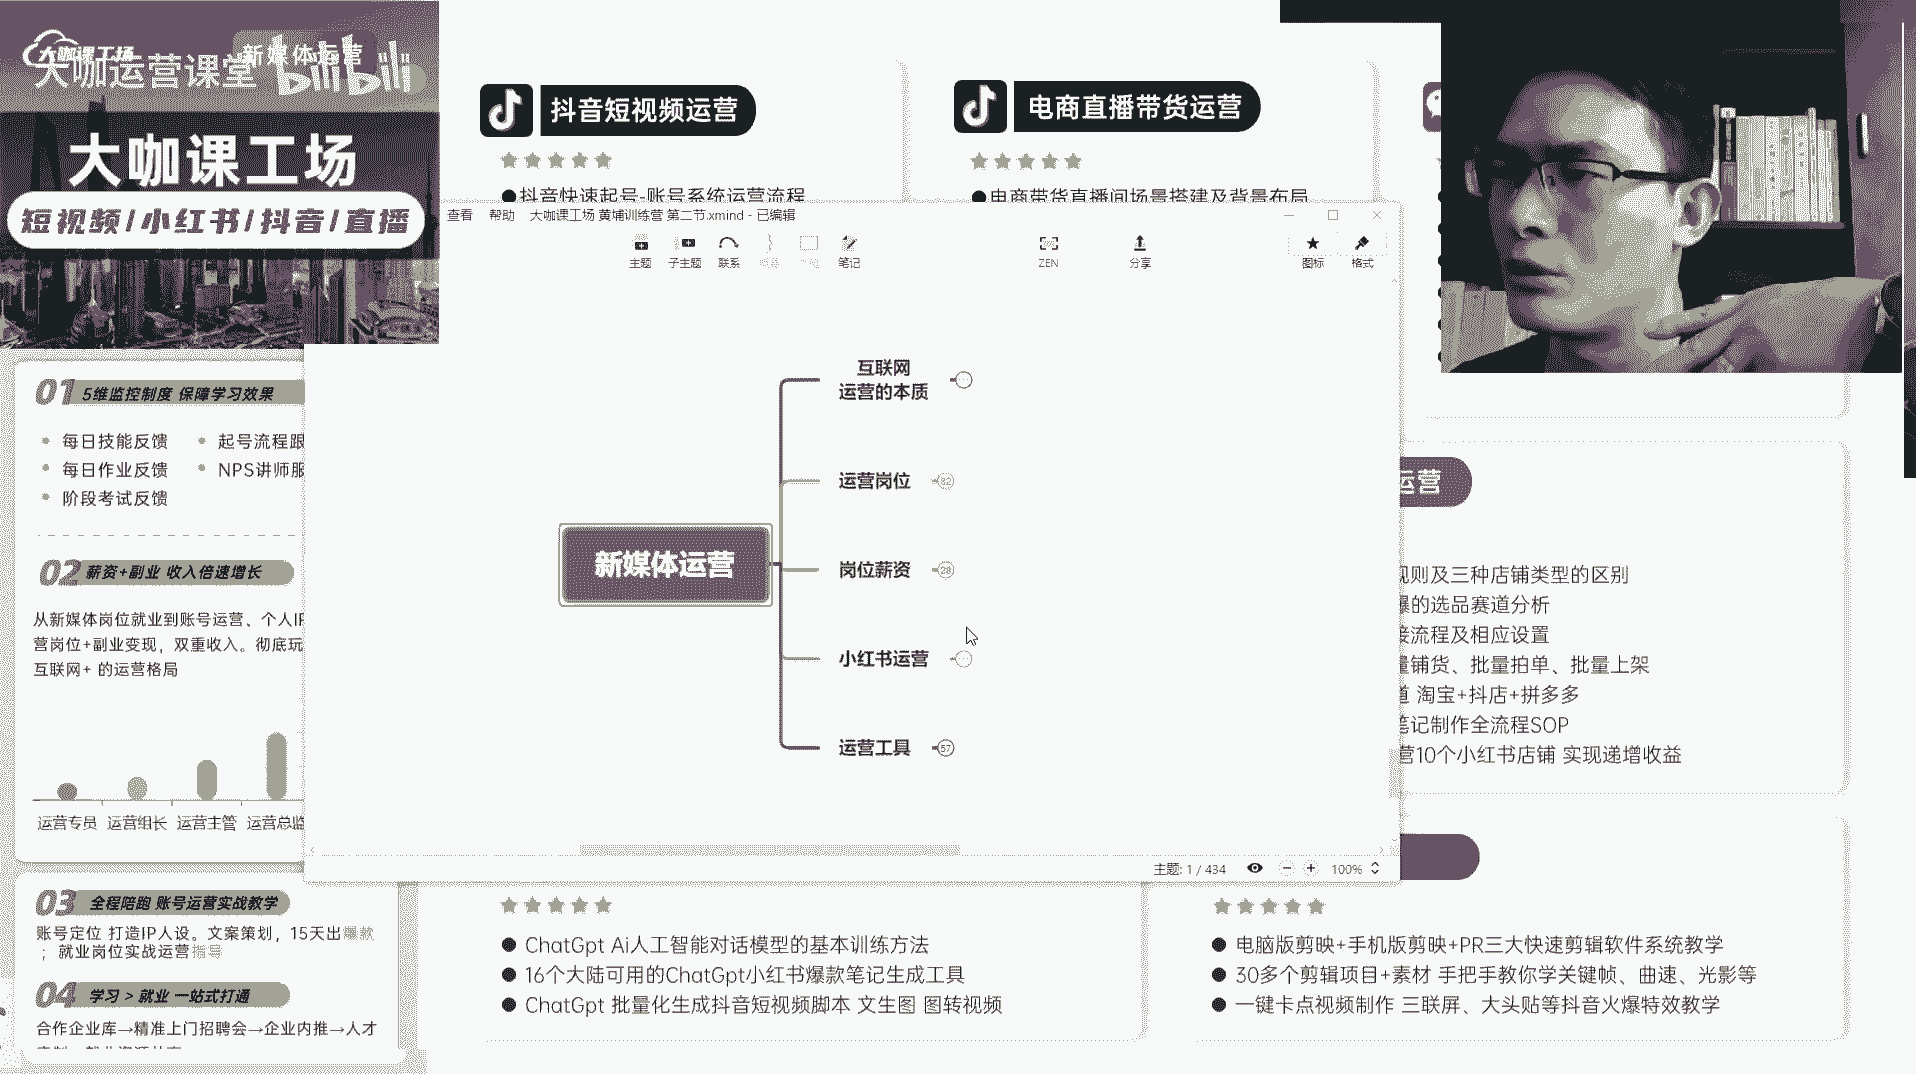 大咖课工场
新媒体运营
大咖运营课堂 bilibili
大咖课工场
短视频/小红书/抖音/直播
抖音短视频运营
抖音快速起号-账号系统运营流程
电商直播带货运营
电商带货直播间场景搭建及背景布局
查看 帮助 大咖课工场 黄埔训练营 第二节.xmind - 已编辑
主题 子主题 联系 笔记 ZEN 分享 图标 格式
互联网
运营的本质
运营岗位 82
新媒体运营
岗位薪资 28
小红书运营
运营工具 57
主题: 1 / 434 100%
01 5维监控制度 保障学习效果
每日技能反馈 起号流程跟
每日作业反馈 NPS讲师服
阶段考试反馈
02 薪资+副业 收入倍速增长
从新媒体岗位就业到账号运营、个人IP
营岗位+副业变现，双重收入。彻底玩
互联网+ 的运营格局
运营专员 运营组长 运营主管 运营总监
03 全程陪跑 账号运营实战教学
账号定位 打造IP人设。文案策划，15天出爆款
；就业岗位实战运营指导
04 学习 > 就业 一站式打通
合作企业库→精准上门招聘会→企业内推→人才
运营
规则及三种店铺类型的区别
爆的选品赛道分析
接流程及相应设置
量铺货、批量拍单、批量上架
道 淘宝+抖店+拼多多
笔记制作全流程SOP
营10个小红书店铺 实现递增收益
ChatGpt Ai人工智能对话模型的基本训练方法
16个大陆可用的ChatGpt小红书爆款笔记生成工具
ChatGpt 批量化生成抖音短视频脚本 文生图 图转视频
电脑版剪映+手机版剪映+PR三大快速剪辑软件系统教学
30多个剪辑项目+素材 手把手教你学关键帧、曲速、光影等
一键卡点视频制作 三联屏、大头贴等抖音火爆特效教学